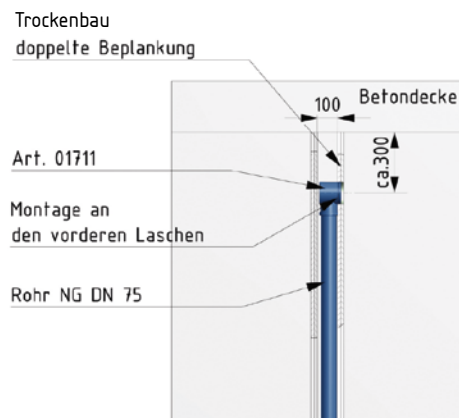 Trockenbau
doppelte Beplankung
100
Betondecke
ca.300
Art. 01711
Montage an
den vorderen Laschen
Rohr NG DN 75